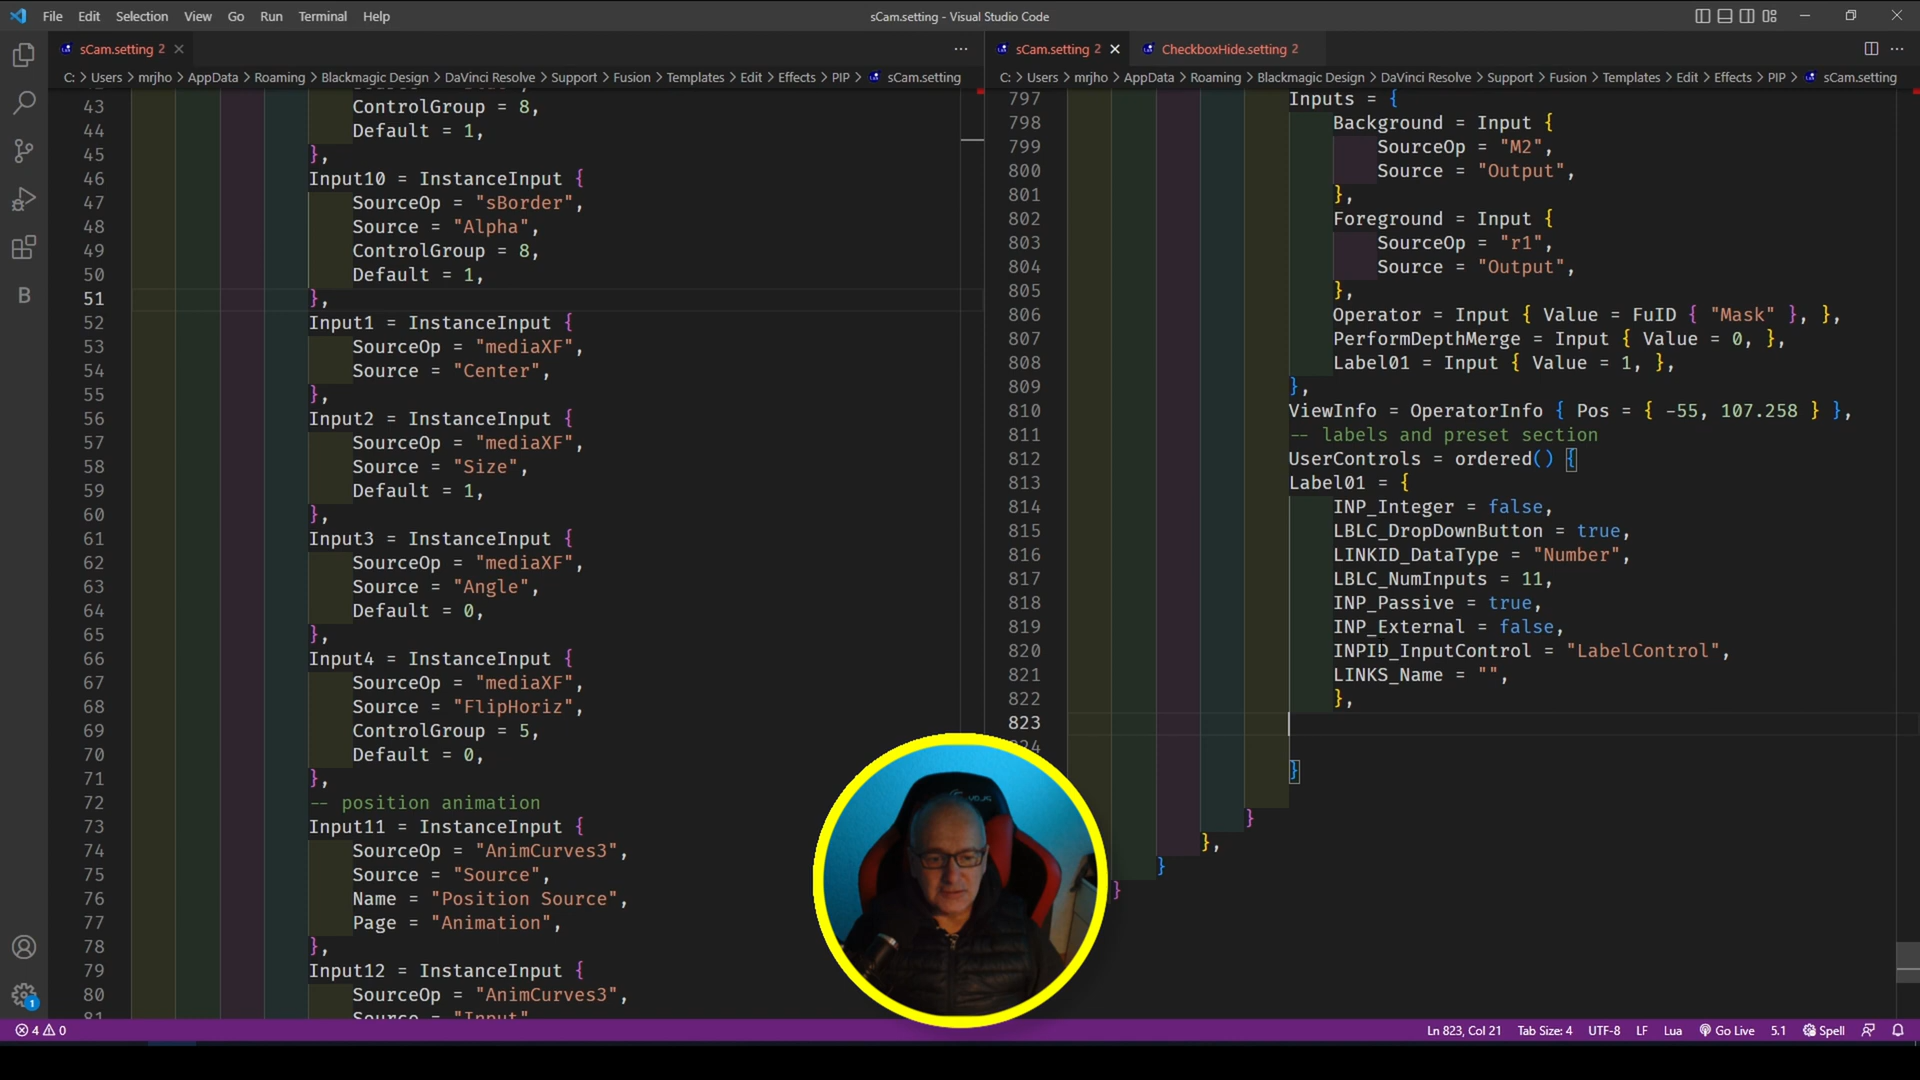 File Edit Selection View Go Run Terminal Help
sCam.setting - Visual Studio Code
sCam.setting 2
C: > Users > mrjho > AppData > Roaming > Blackmagic Design > DaVinci Resolve > Support > Fusion > Templates > Edit > Effects > PIP > sCam.setting
43 ControlGroup = 8,
44 Default = 1,
45 },
46 Input10 = InstanceInput {
47 SourceOp = "sBorder",
48 Source = "Alpha",
49 ControlGroup = 8,
50 Default = 1,
51 },
52 Input1 = InstanceInput {
53 SourceOp = "mediaXF",
54 Source = "Center",
55 },
56 Input2 = InstanceInput {
57 SourceOp = "mediaXF",
58 Source = "Size",
59 Default = 1,
60 },
61 Input3 = InstanceInput {
62 SourceOp = "mediaXF",
63 Source = "Angle",
64 Default = 0,
65 },
66 Input4 = InstanceInput {
67 SourceOp = "mediaXF",
68 Source = "FlipHoriz",
69 ControlGroup = 5,
70 Default = 0,
71 },
72 -- position animation
73 Input11 = InstanceInput {
74 SourceOp = "AnimCurves3",
75 Source = "Source",
76 Name = "Position Source",
77 Page = "Animation",
78 },
79 Input12 = InstanceInput {
80 SourceOp = "AnimCurves3",
81 Source = "Input"
sCam.setting 2 CheckboxHide.setting 2
C: > Users > mrjho > AppData > Roaming > Blackmagic Design > DaVinci Resolve > Support > Fusion > Templates > Edit > Effects > PIP > sCam.setting
797 Inputs = {
798 Background = Input {
799 SourceOp = "M2",
800 Source = "Output",
801 },
802 Foreground = Input {
803 SourceOp = "r1",
804 Source = "Output",
805 },
806 Operator = Input { Value = FuID { "Mask" }, },
807 PerformDepthMerge = Input { Value = 0, },
808 Label01 = Input { Value = 1, },
809 },
810 ViewInfo = OperatorInfo { Pos = { -55, 107.258 } },
811 -- labels and preset section
812 UserControls = ordered() {
813 Label01 = {
814 INP_Integer = false,
815 LBLC_DropDownButton = true,
816 LINKID_DataType = "Number",
817 LBLC_NumInputs = 11,
818 INP_Passive = true,
819 INP_External = false,
820 INPID_InputControl = "LabelControl",
821 LINKS_Name = "",
822 },
823
824
}
}
},
}
}
B
1
4 0
Ln 823, Col 21 Tab Size: 4 UTF-8 LF Lua Go Live 5.1 Spell